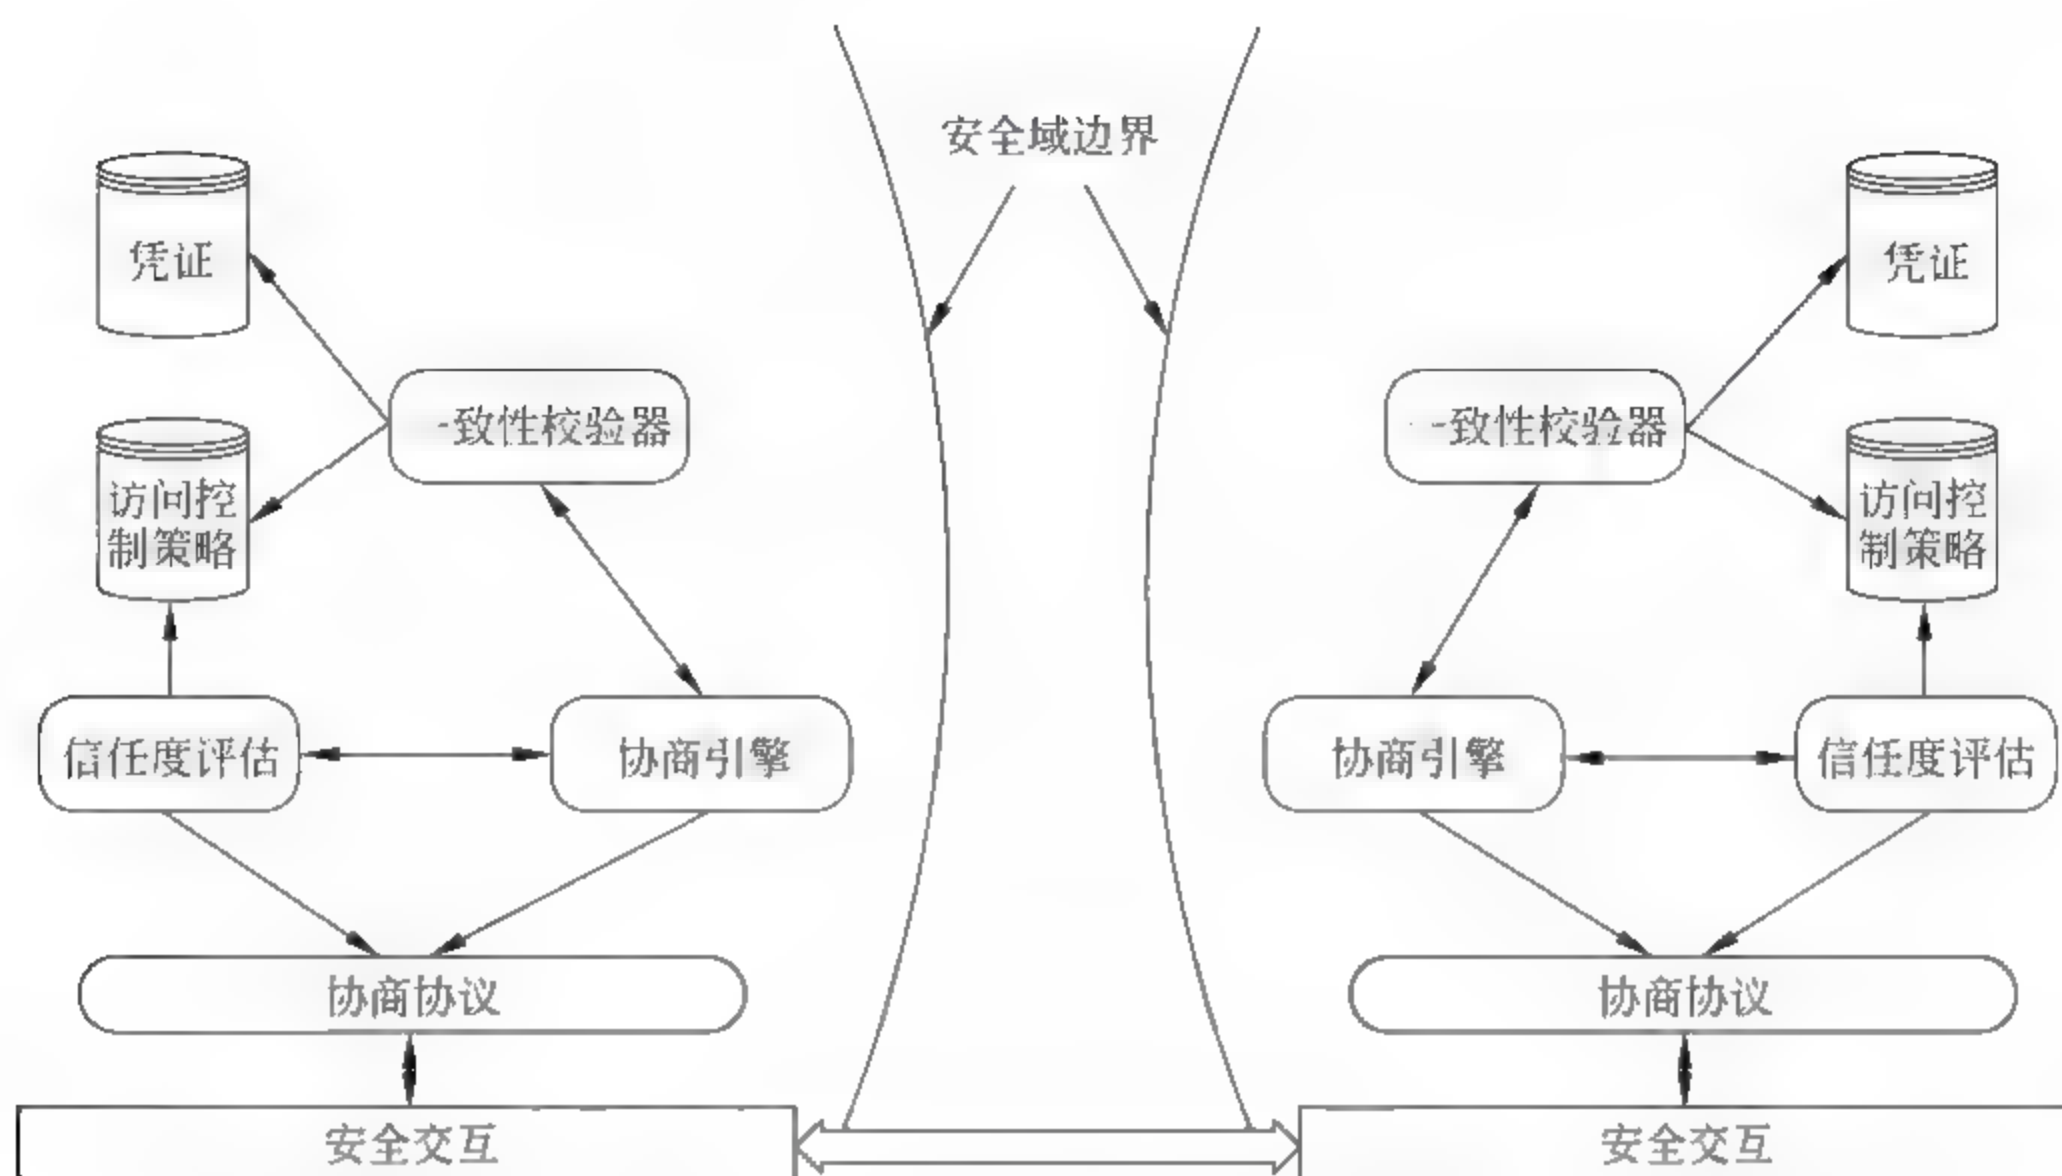 安全域边界
凭证
凭证
一致性校验器
一致性校验器
访问控
制策略
访问控
制策略
信任度评估
协商引擎
协商引擎
信任度评估
协商协议
协商协议
安全交互
安全交互